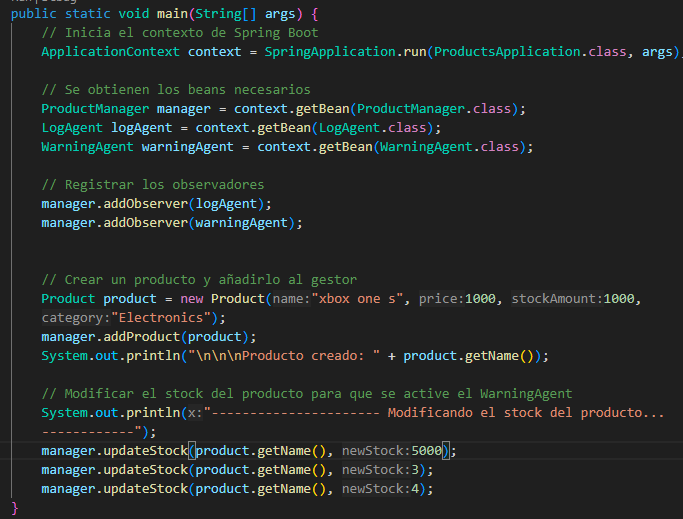 public static void main(String[] args) {
// Inicia el contexto de Spring Boot
ApplicationContext context = SpringApplication.run(ProductsApplication.class, args)
// Se obtienen los beans necesarios
ProductManager manager = context.getBean(ProductManager.class);
LogAgent logAgent = context.getBean(LogAgent.class);
WarningAgent warningAgent = context.getBean(WarningAgent.class);
// Registrar los observadores
manager.addObserver(logAgent);
manager.addObserver(warningAgent);
// Crear un producto y añadirlo al gestor
Product product = new Product(name:"xbox one s", price:1000, stockAmount:1000,
category:"Electronics");
manager.addProduct(product);
System.out.println("\n\n\nProducto creado: " + product.getName());
// Modificar el stock del producto para que se active el WarningAgent
System.out.println(x:"--------------------- Modificando el stock del producto...
------------");
manager.updateStock(product.getName(), newStock:5000);
manager.updateStock(product.getName(), newStock:3);
manager.updateStock(product.getName(), newStock:4);
}